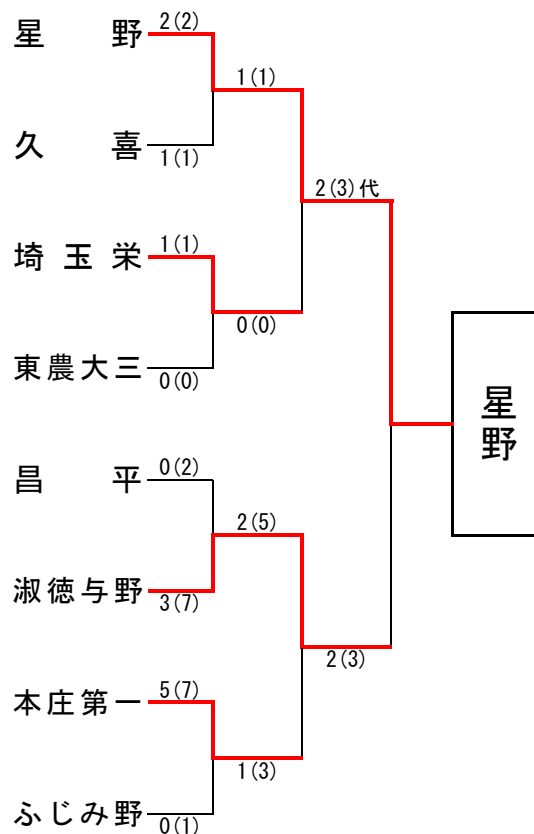 2(2)
星野
1(1)
久喜
1(1)
2(3)代
1(1)
埼玉栄
0(0)
東農大三
0(0)
星野
0(2)
昌平
2(5)
淑徳与野
3(7)
2(3)
5(7)
本庄第一
1(3)
ふじみ野
0(1)